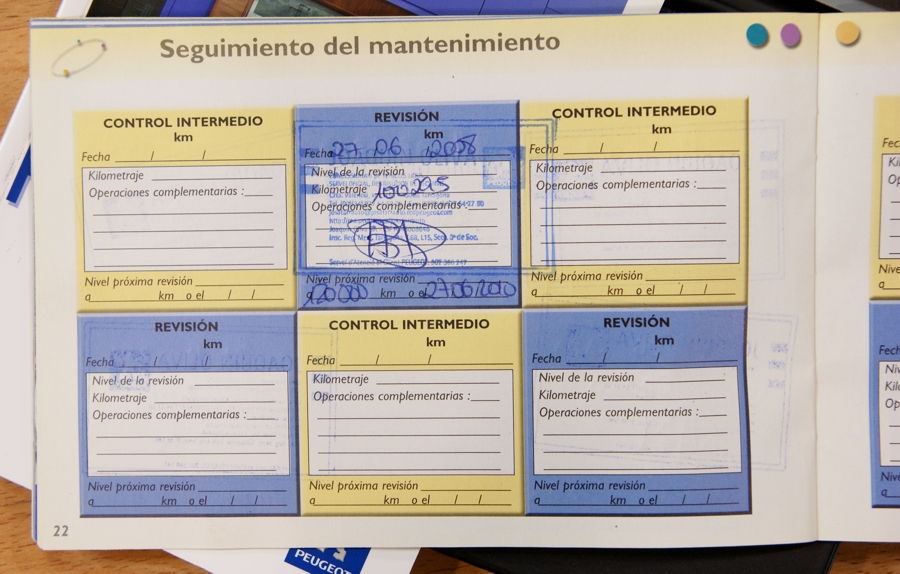 Seguimiento del mantenimiento
CONTROL INTERMEDIO
km
Fecha / /
Kilometraje
Operaciones complementarias :
Nivel próxima revisión
a km o el / /
REVISIÓN
km
Fecha 27 06 2008
Nivel de la revisión
Kilometraje 100295
Operaciones complementarias :
Nivel próxima revisión
a 120000 km o el 27062010
CONTROL INTERMEDIO
km
Fecha / /
Kilometraje
Operaciones complementarias :
Nivel próxima revisión
a km o el / /
REVISIÓN
km
Fecha / /
Nivel de la revisión
Kilometraje
Operaciones complementarias :
Nivel próxima revisión
a km o el / /
CONTROL INTERMEDIO
km
Fecha / /
Kilometraje
Operaciones complementarias :
Nivel próxima revisión
a km o el / /
REVISIÓN
km
Fecha / /
Nivel de la revisión
Kilometraje
Operaciones complementarias :
Nivel próxima revisión
a km o el / /
22
PEUGEOT